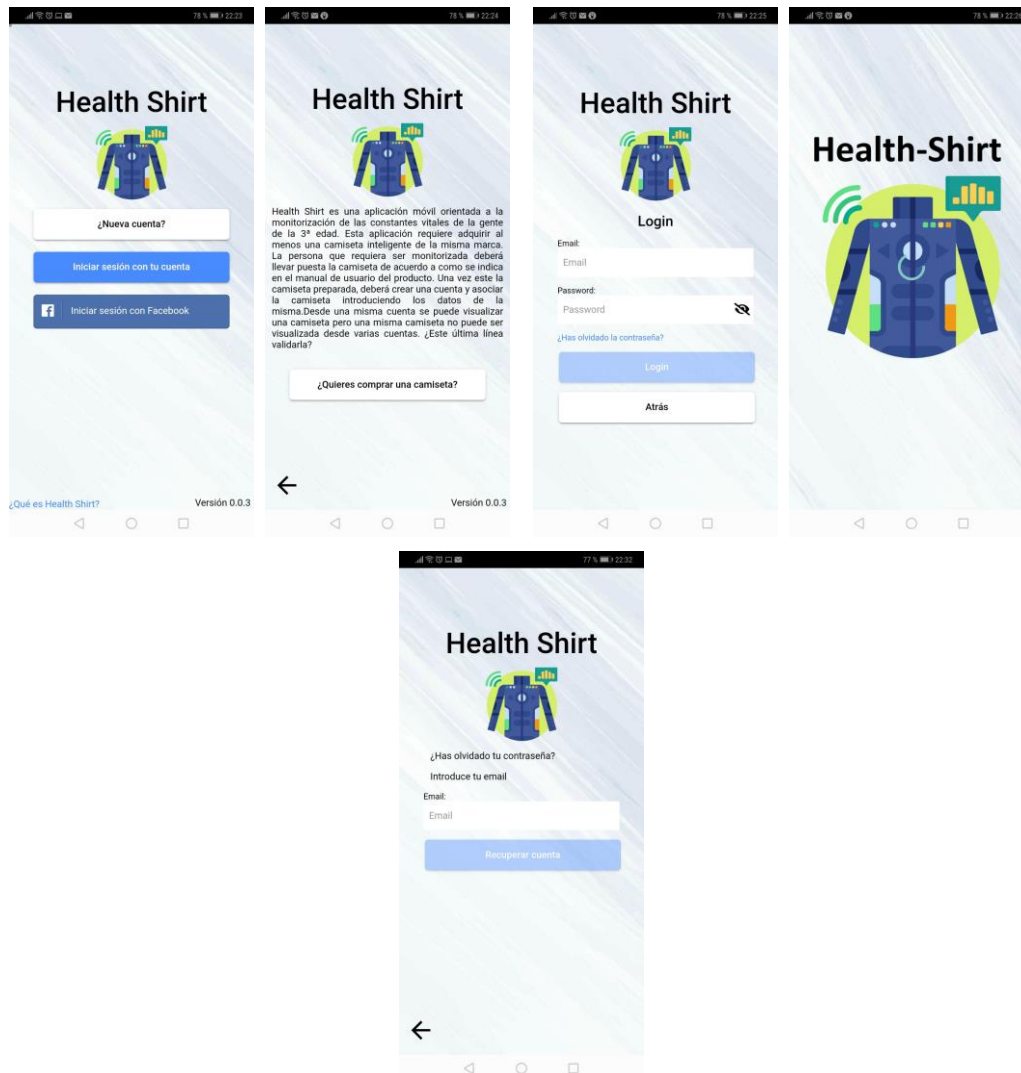 78 % 22:23
Health Shirt
¿Nueva cuenta?
Iniciar sesión con tu cuenta
Iniciar sesión con Facebook
¿Qué es Health Shirt?
Versión 0.0.3
78 % 22:24
Health Shirt
Health Shirt es una aplicación móvil orientada a la
monitorización de las constantes vitales de la gente
de la 3ª edad. Esta aplicación requiere adquirir al
menos una camiseta inteligente de la misma marca.
La persona que requiera ser monitorizada deberá
llevar puesta la camiseta de acuerdo a como se indica
en el manual de usuario del producto. Una vez este la
camiseta preparada, deberá crear una cuenta y asociar
la camiseta introduciendo los datos de la
misma.Desde una misma cuenta se puede visualizar
una camiseta pero una misma camiseta no puede ser
visualizada desde varias cuentas. ¿Este última línea
validarla?
¿Quieres comprar una camiseta?
Versión 0.0.3
78 % 22:25
Health Shirt
Login
Email:
Email
Password:
Password
¿Has olvidado la contraseña?
Login
Atrás
78 % 22:26
Health-Shirt
77 % 22:32
Health Shirt
¿Has olvidado tu contraseña?
Introduce tu email
Email:
Email
Recuperar cuenta